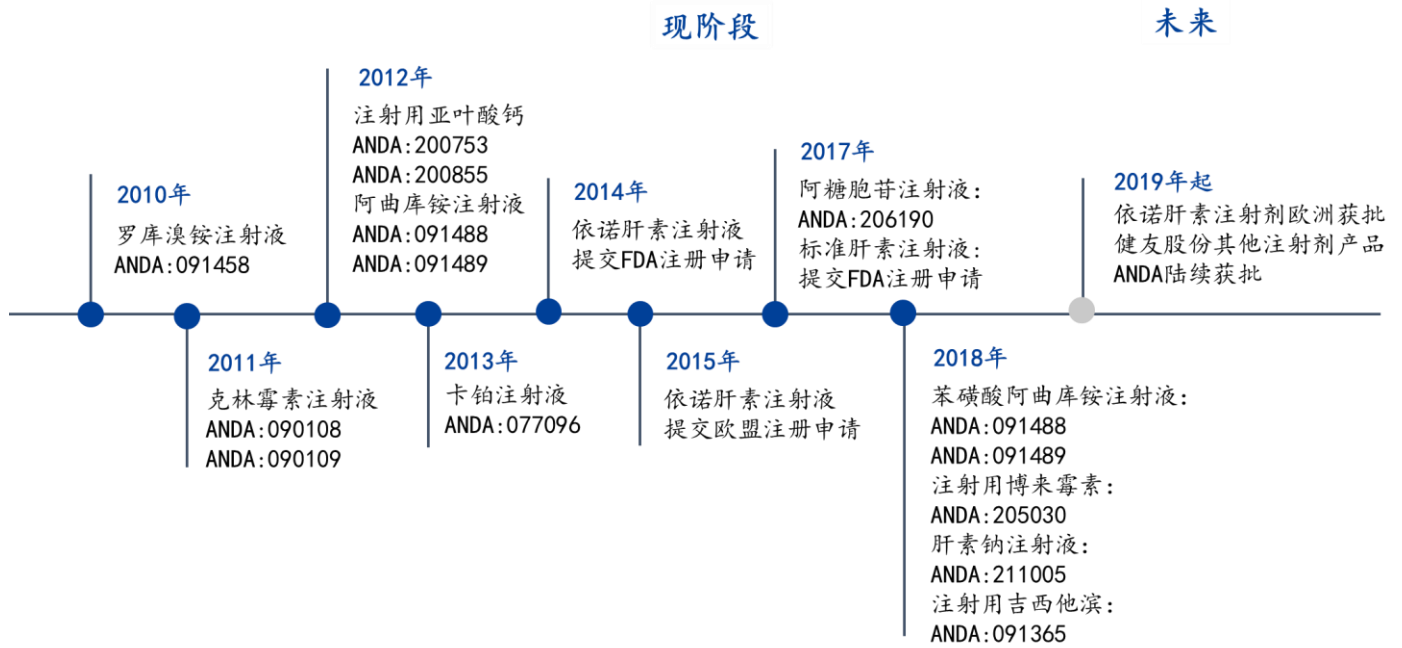 现阶段
未来
2010年
罗库溴铵注射液
ANDA:091458
2011年
克林霉素注射液
ANDA:090108
ANDA:090109
2012年
注射用亚叶酸钙
ANDA:200753
ANDA:200855
阿曲库铵注射液
ANDA:091488
ANDA:091489
2013年
卡铂注射液
ANDA:077096
2014年
依诺肝素注射液
提交FDA注册申请
2015年
依诺肝素注射液
提交欧盟注册申请
2017年
阿糖胞苷注射液:
ANDA:206190
标准肝素注射液:
提交FDA注册申请
2018年
苯磺酸阿曲库铵注射液:
ANDA:091488
ANDA:091489
注射用博来霉素:
ANDA:205030
肝素钠注射液:
ANDA:211005
注射用吉西他滨:
ANDA:091365
2019年起
依诺肝素注射剂欧洲获批
健友股份其他注射剂产品
ANDA陆续获批